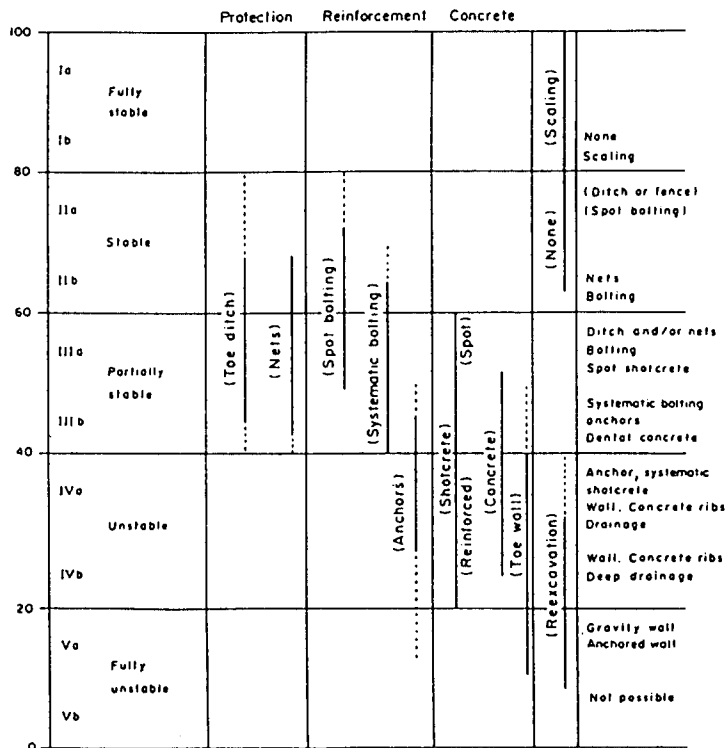 Protection Reinforcement Concrete
100
Ia
Fully
stable
Ib
(Scaling)
None
Scaling
80
IIa
Stable
IIb
(None)
(Ditch or fence)
(Spot bolting)
Nets
Bolting
60
IIIa
Partially
stable
IIIb
(Toe ditch)
(Nets)
(Spot bolting)
(Systematic bolting)
(Spot)
Ditch and/or nets
Bolting
Spot shotcrete
Systematic bolting
anchors
Dental concrete
40
IVa
Unstable
IVb
(Anchors)
(Shotcrete)
(Reinforced)
(Concrete)
(Toe wall)
(Reexcavation)
Anchor, systematic
shotcrete
Wall, Concrete ribs
Drainage
Wall, Concrete ribs
Deep drainage
20
Va
Fully
unstable
Vb
Gravity wall
Anchored wall
Not possible
0